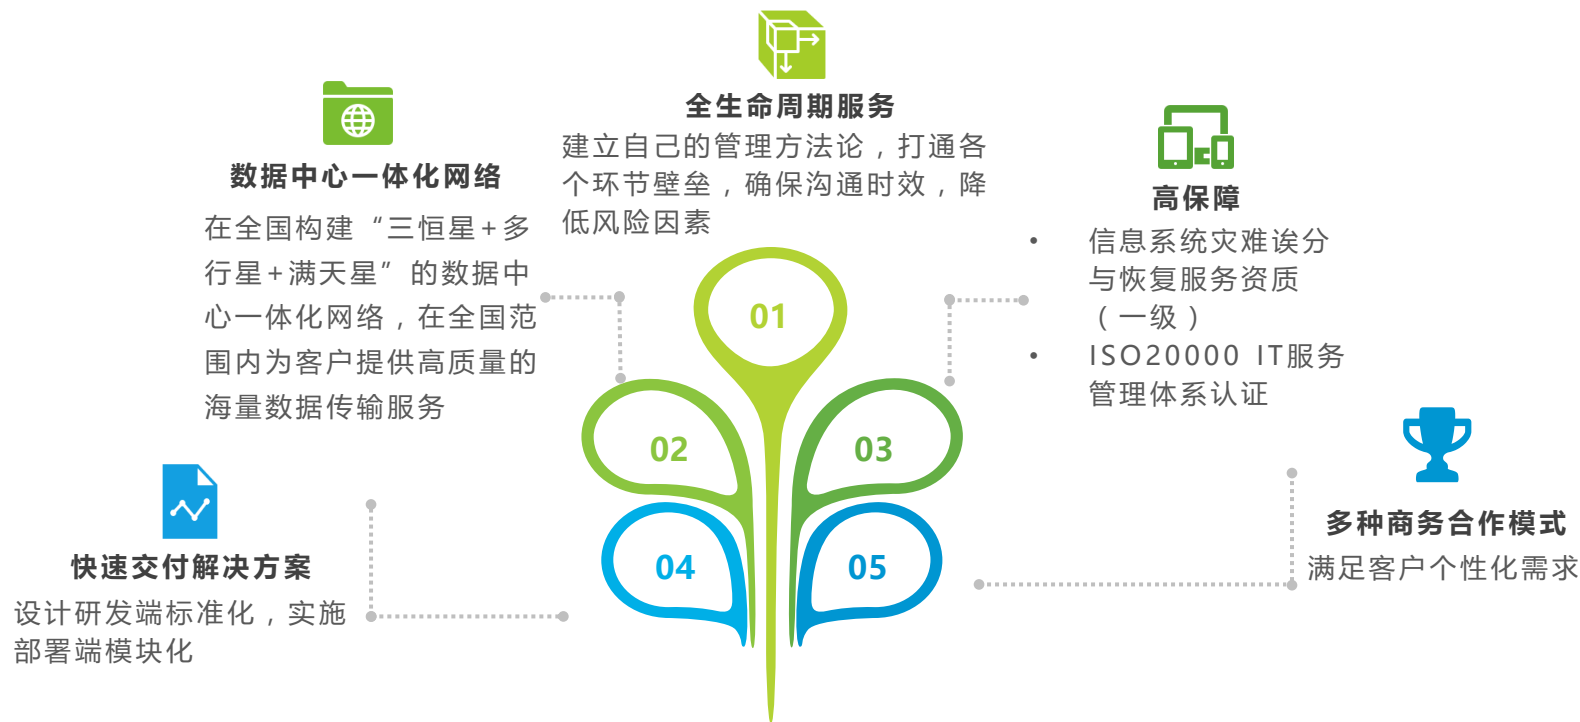 全生命周期服务
建立自己的管理方法论，打通各
个环节壁垒，确保沟通时效，降
低风险因素
数据中心一体化网络
在全国构建“三恒星+多
行星+满天星”的数据中
心一体化网络，在全国范
围内为客户提供高质量的
海量数据传输服务
高保障
• 信息系统灾难诶分
与恢复服务资质
（一级）
• ISO20000 IT服务
管理体系认证
01
02
03
04
05
快速交付解决方案
设计研发端标准化，实施
部署端模块化
多种商务合作模式
满足客户个性化需求